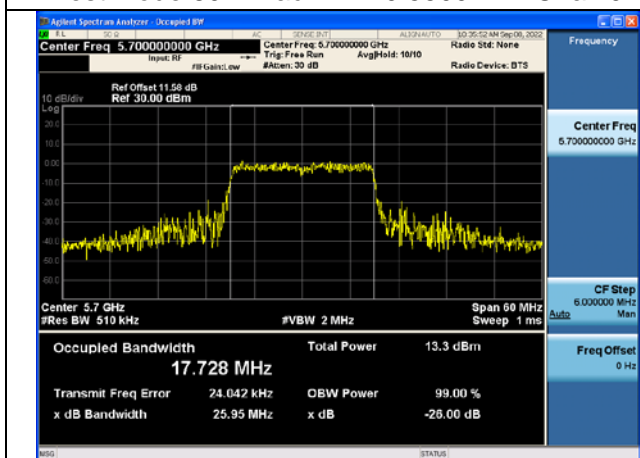 Agilent Spectrum Analyzer - Occupied BW
RL 50 Ω AC SENSE:INT ALIGN AUTO 10:35:52 AM Sep 08, 2022
Center Freq 5.700000000 GHz
Center Freq: 5.700000000 GHz
Radio Std: None
Frequency
Input: RF
Trig: Free Run Avg|Hold: 10/10
#IFGain:Low #Atten: 30 dB
Radio Device: BTS
Ref Offset 11.58 dB
10 dB/div Ref 30.00 dBm
Log
20.0
10.0
0.00
-10.0
-20.0
-30.0
-40.0
-50.0
-60.0
Center Freq
5.700000000 GHz
Center 5.7 GHz Span 60 MHz
#Res BW 510 kHz #VBW 2 MHz Sweep 1 ms
CF Step
6.000000 MHz
Auto Man
Occupied Bandwidth Total Power 13.3 dBm
17.728 MHz
Freq Offset
0 Hz
Transmit Freq Error 24.042 kHz OBW Power 99.00 %
x dB Bandwidth 25.95 MHz x dB -26.00 dB
MSG STATUS